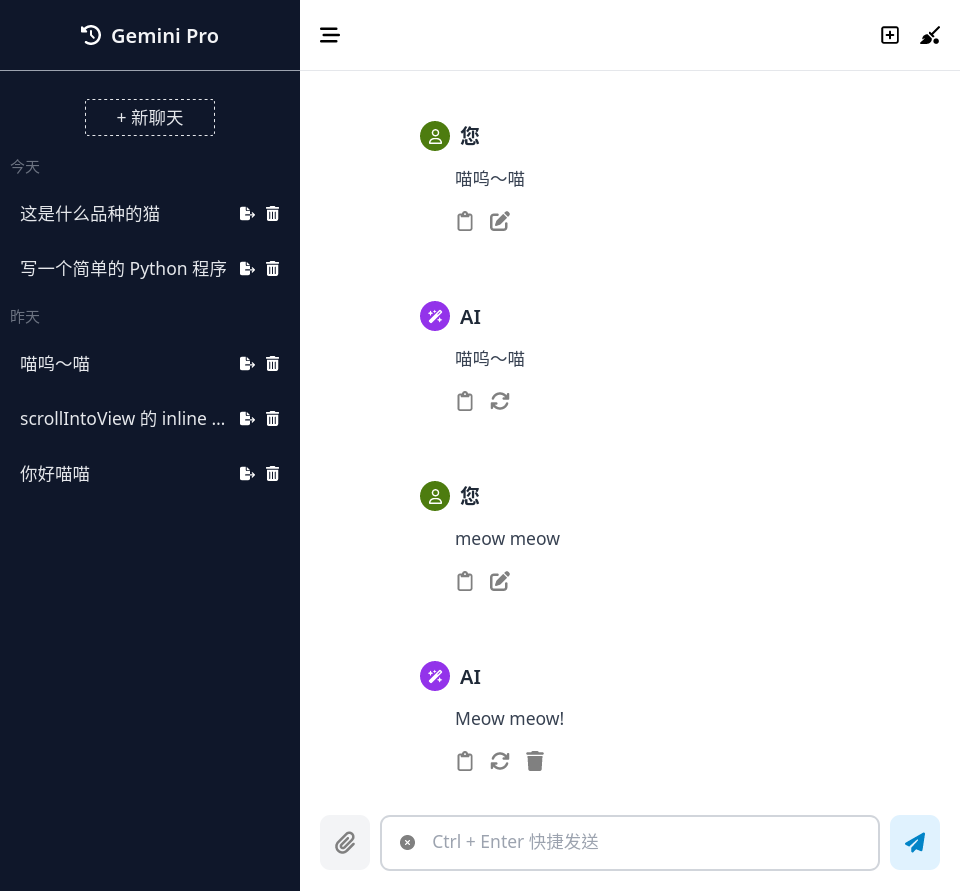 Gemini Pro
+ 新聊天
今天
这是什么品种的猫
写一个简单的 Python 程序
昨天
喵呜～喵
scrollIntoView 的 inline ...
你好喵喵
您
喵呜～喵
AI
喵呜～喵
您
meow meow
AI
Meow meow!
Ctrl + Enter 快捷发送